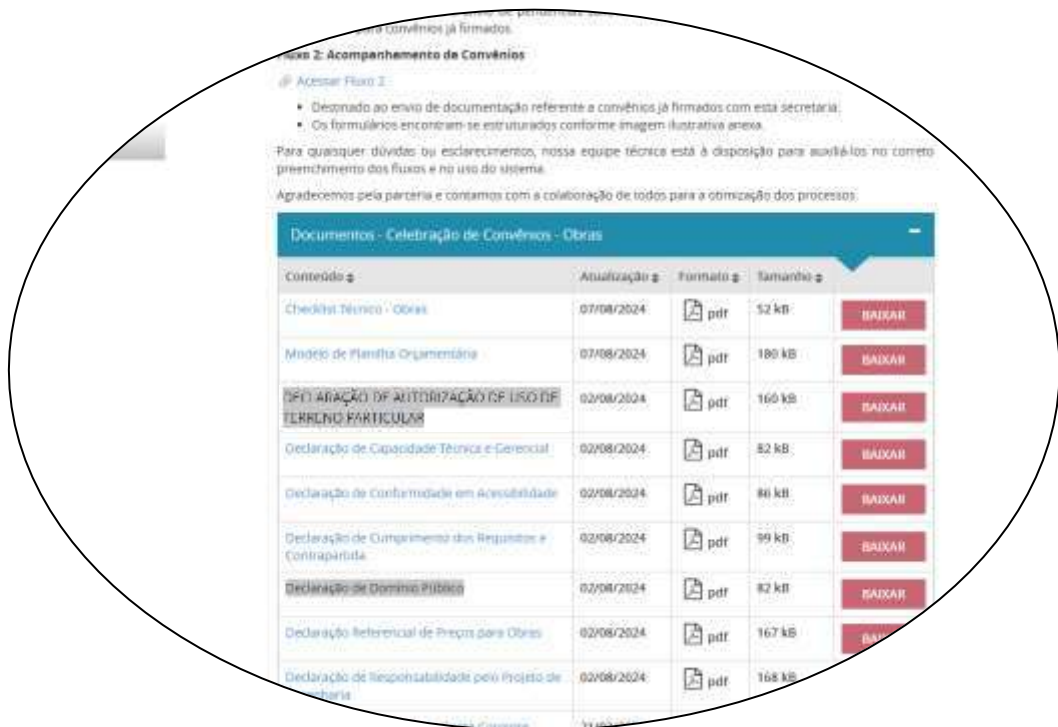 para convênios já firmados.
Fluxo 2: Acompanhamento de Convênios
Acessar Fluxo 2
• Destinado ao envio de documentação referente a convênios já firmados com esta secretaria.
• Os formulários encontram-se estruturados conforme imagem ilustrativa anexa.
Para quaisquer dúvidas ou esclarecimentos, nossa equipe técnica está à disposição para auxiliá-los no correto
preenchimento dos fluxos e no uso do sistema.
Agradecemos pela parceria e contamos com a colaboração de todos para a otimização dos processos.
Documentos - Celebração de Convênios - Obras
Conteúdo Atualização Formato Tamanho
Checklist Técnico - Obras 07/08/2024 pdf 52 kB BAIXAR
Modelo de Planilha Orçamentária 07/08/2024 pdf 180 kB BAIXAR
DECLARAÇÃO DE AUTORIZAÇÃO DE USO DE
TERRENO PARTICULAR 02/08/2024 pdf 160 kB BAIXAR
Declaração de Capacidade Técnica e Gerencial 02/08/2024 pdf 82 kB BAIXAR
Declaração de Conformidade em Acessibilidade 02/08/2024 pdf 86 kB BAIXAR
Declaração de Cumprimento dos Requisitos e
Contrapartida 02/08/2024 pdf 99 kB BAIXAR
Declaração de Domínio Público 02/08/2024 pdf 82 kB BAIXAR
Declaração Referencial de Preços para Obras 02/08/2024 pdf 167 kB
Declaração de Responsabilidade pelo Projeto de 02/08/2024 pdf 168 kB